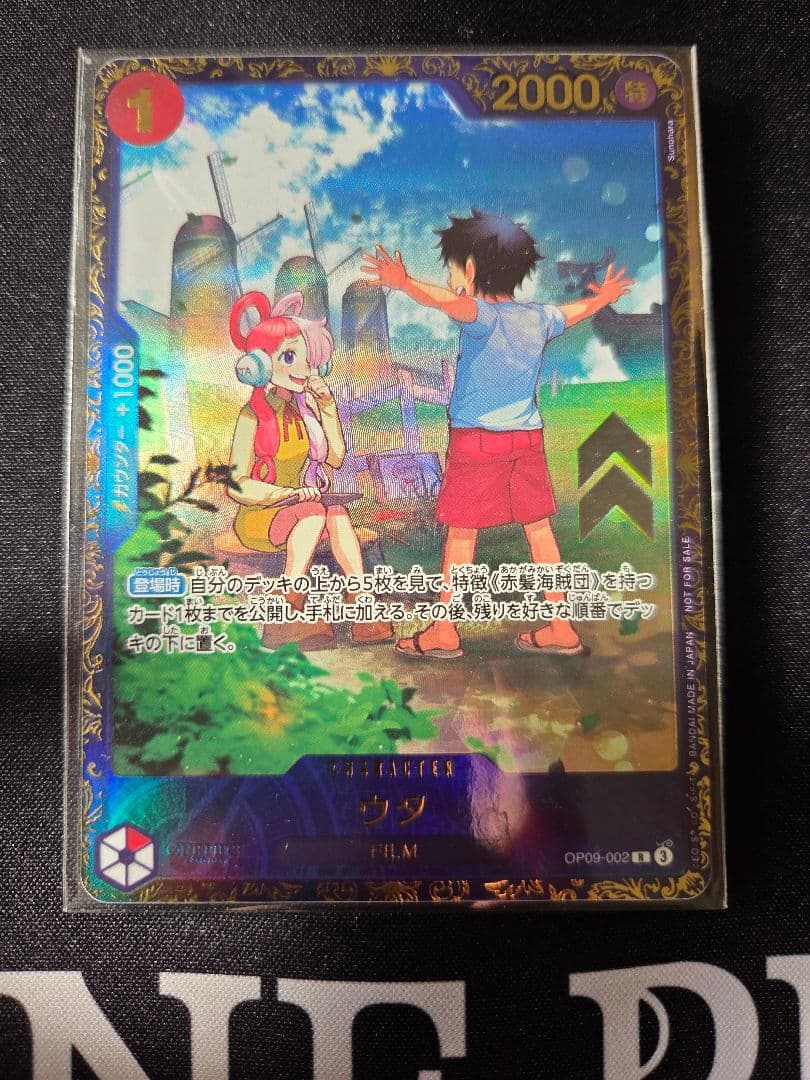 1
2000 特
Sunohara
カウンター +1000
登場時 自分のデッキの上から5枚を見て、特徴《赤髪海賊団》を持つ
カード1枚までを公開し、手札に加える。その後、残りを好きな順番でデッ
キの下に置く。
BANDAI MADE IN JAPAN NOT FOR SALE
CHARACTER
ウタ
FILM
OP09-002 R 3